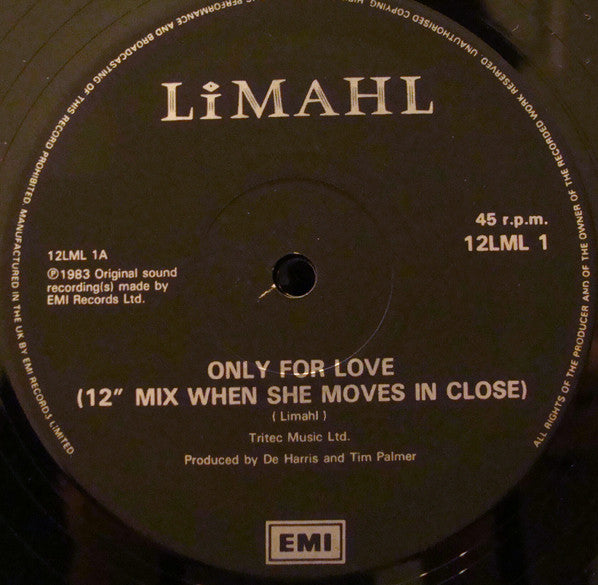 LiMAHL
45 r.p.m.
12LML 1
12LML 1A
℗1983 Original sound
recording(s) made by
EMI Records Ltd.
ONLY FOR LOVE
(12" MIX WHEN SHE MOVES IN CLOSE)
( Limahl )
Tritec Music Ltd.
Produced by De Harris and Tim Palmer
EMI
ALL RIGHTS OF THE PRODUCER AND OF THE OWNER OF THE RECORDED WORK RESERVED UNAUTHORISED COPYING PERFORMANCE AND BROADCASTING OF THIS RECORD PROHIBITED. MANUFACTURED IN THE UK BY EMI RECORDS LIMITED